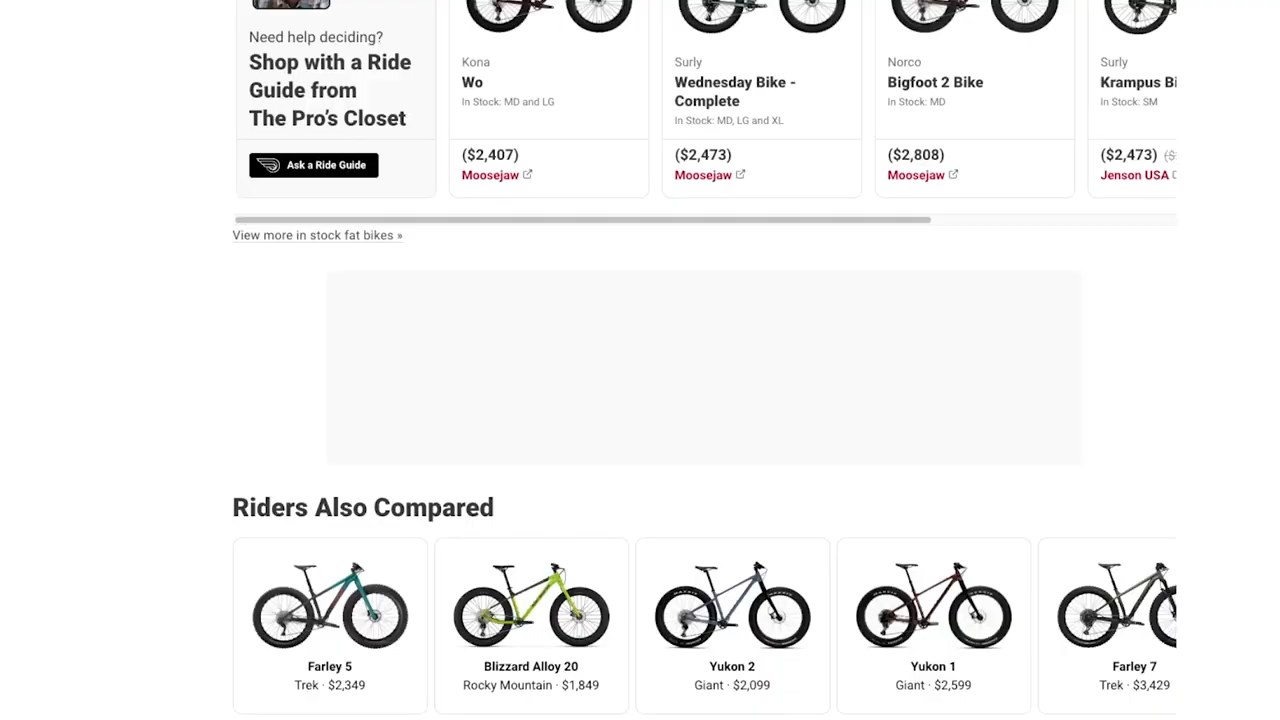 Need help deciding?
Shop with a Ride
Guide from
The Pro's Closet
Ask a Ride Guide
Kona
Wo
In Stock: MD and LG
($2,407)
Moosejaw
Surly
Wednesday Bike -
Complete
In Stock: MD, LG and XL
($2,473)
Moosejaw
Norco
Bigfoot 2 Bike
In Stock: MD
($2,808)
Moosejaw
Surly
Krampus Bi
In Stock: SM
($2,473) ($
Jenson USA
View more in stock fat bikes »
Riders Also Compared
Farley 5
Trek · $2,349
Blizzard Alloy 20
Rocky Mountain · $1,849
Yukon 2
Giant · $2,099
Yukon 1
Giant · $2,599
Farley 7
Trek · $3,429